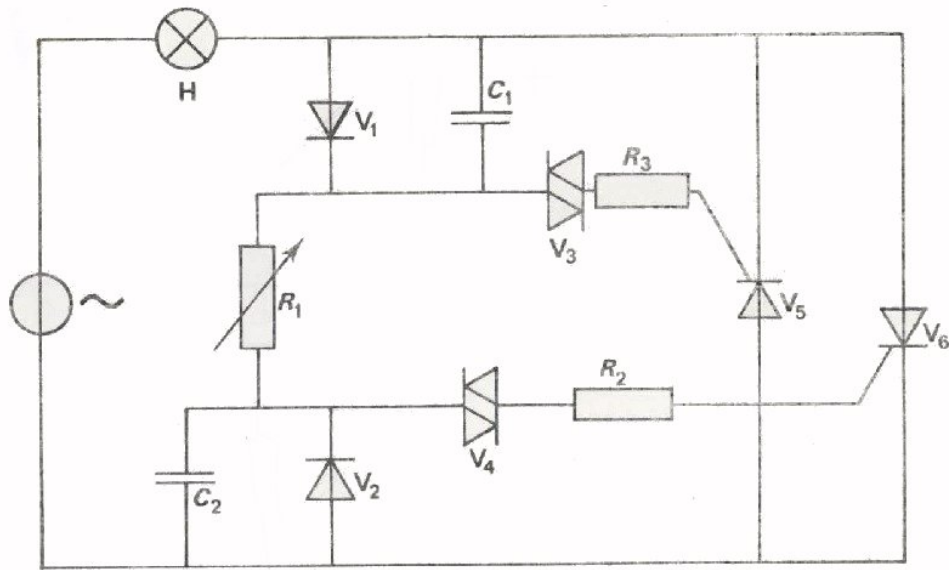 H
V₁
C₁
R₃
V₃
R₁
V₅
V₆
R₂
V₄
C₂
V₂